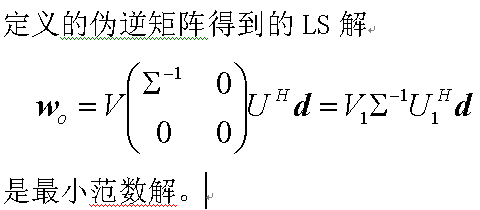 定义的伪逆矩阵得到的 LS 解
w_o = V ( Σ^{-1} 0 ; 0 0 ) U^H d = V_1 Σ^{-1} U_1^H d
是最小范数解。